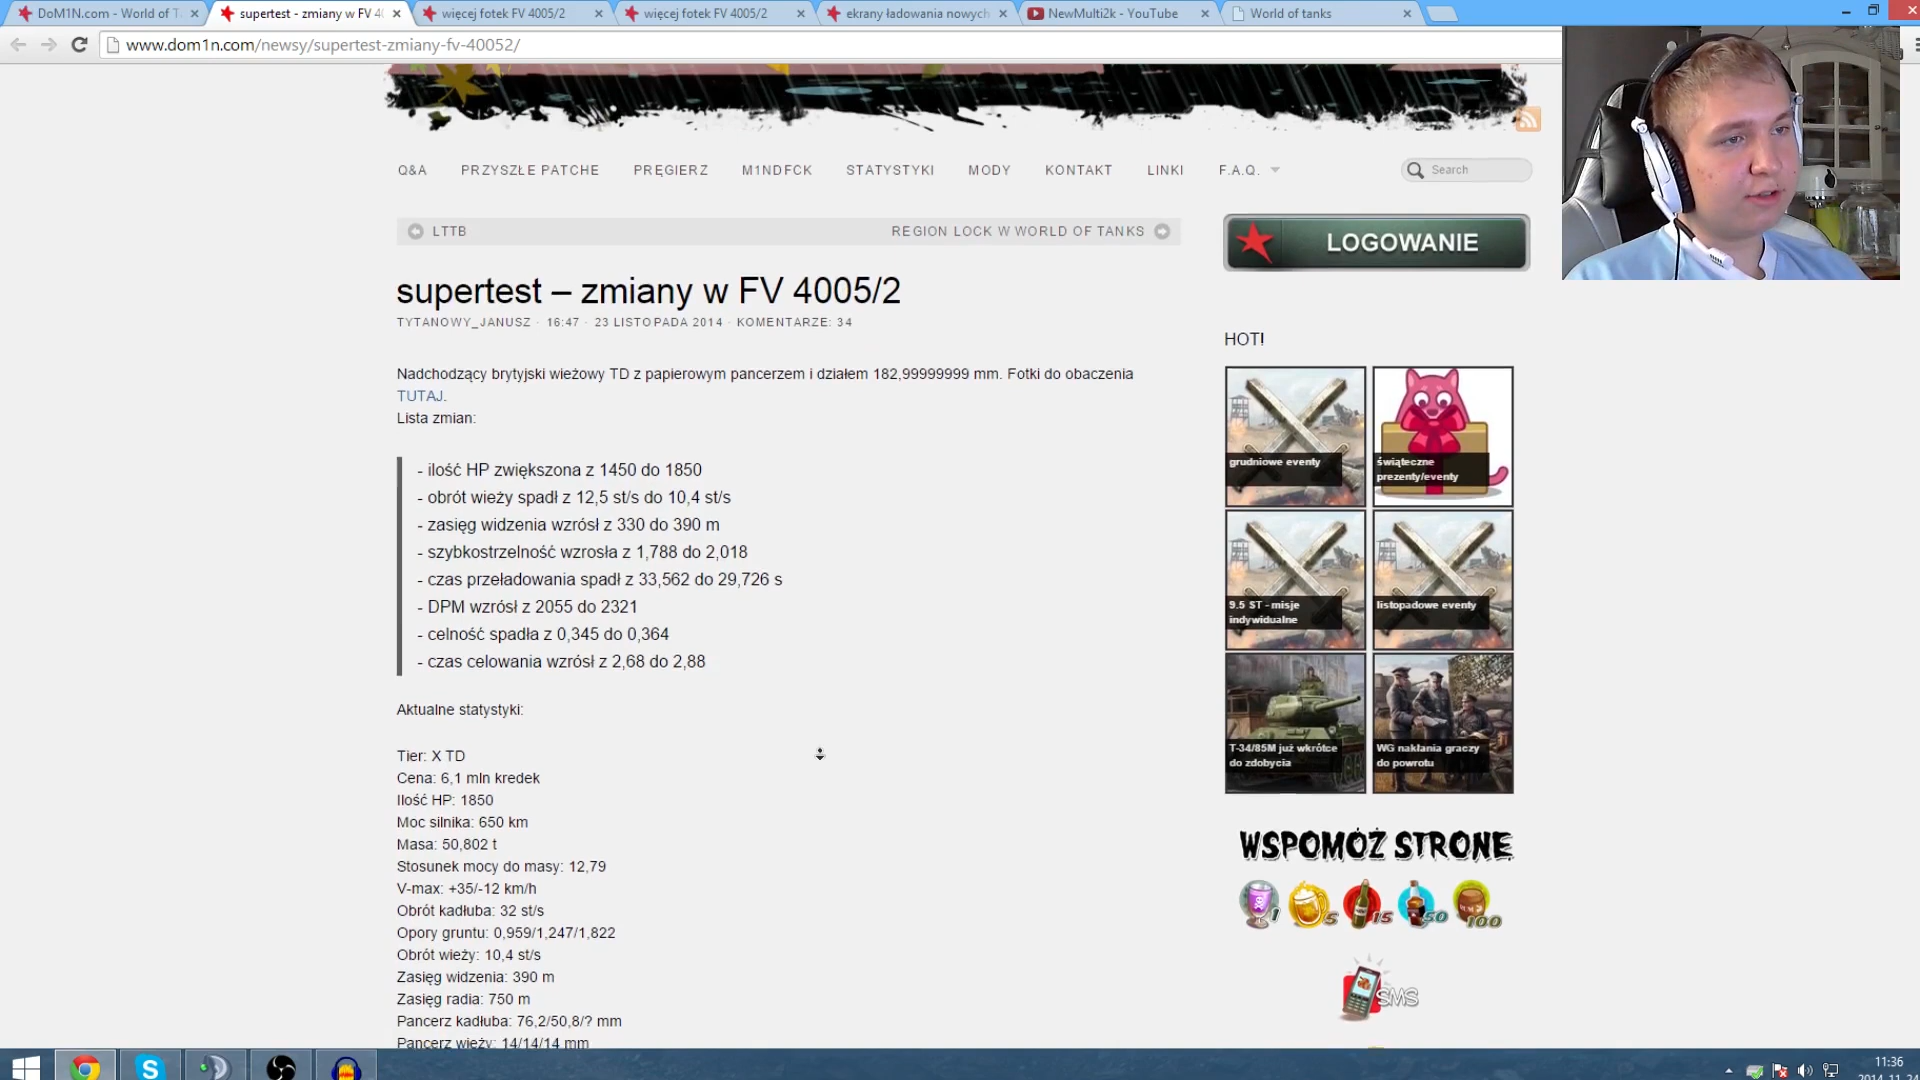 DoM1N.com - World of T
supertest - zmiany w FV 4
więcej fotek FV 4005/2
więcej fotek FV 4005/2
ekrany ładowania nowych
NewMulti2k - YouTube
World of tanks
www.dom1n.com/newsy/supertest-zmiany-fv-40052/
Q&A
PRZYSZŁE PATCHE
PRĘGIERZ
M1NDFCK
STATYSTYKI
MODY
KONTAKT
LINKI
F.A.Q.
Search
LTTB
REGION LOCK W WORLD OF TANKS
LOGOWANIE
supertest – zmiany w FV 4005/2
TYTANOWY_JANUSZ · 16:47 · 23 LISTOPADA 2014 · KOMENTARZE: 34
Nadchodzący brytyjski wieżowy TD z papierowym pancerzem i działem 182,99999999 mm. Fotki do obaczenia
TUTAJ.
Lista zmian:
- ilość HP zwiększona z 1450 do 1850
- obrót wieży spadł z 12,5 st/s do 10,4 st/s
- zasięg widzenia wzrósł z 330 do 390 m
- szybkostrzelność wzrosła z 1,788 do 2,018
- czas przeładowania spadł z 33,562 do 29,726 s
- DPM wzrósł z 2055 do 2321
- celność spadła z 0,345 do 0,364
- czas celowania wzrósł z 2,68 do 2,88
Aktualne statystyki:
Tier: X TD
Cena: 6,1 mln kredek
Ilość HP: 1850
Moc silnika: 650 km
Masa: 50,802 t
Stosunek mocy do masy: 12,79
V-max: +35/-12 km/h
Obrót kadłuba: 32 st/s
Opory gruntu: 0,959/1,247/1,822
Obrót wieży: 10,4 st/s
Zasięg widzenia: 390 m
Zasięg radia: 750 m
Pancerz kadłuba: 76,2/50,8/? mm
Pancerz wieży: 14/14/14 mm
HOT!
grudniowe eventy
świąteczne
prezenty/eventy
9.5 ST - misje
indywidualne
listopadowe eventy
T-34/85M już wkrótce
do zdobycia
WG nakłania graczy
do powrotu
WSPOMÓŻ STRONE
1
5
15
50
100
SMS
11:36
2014-11-24